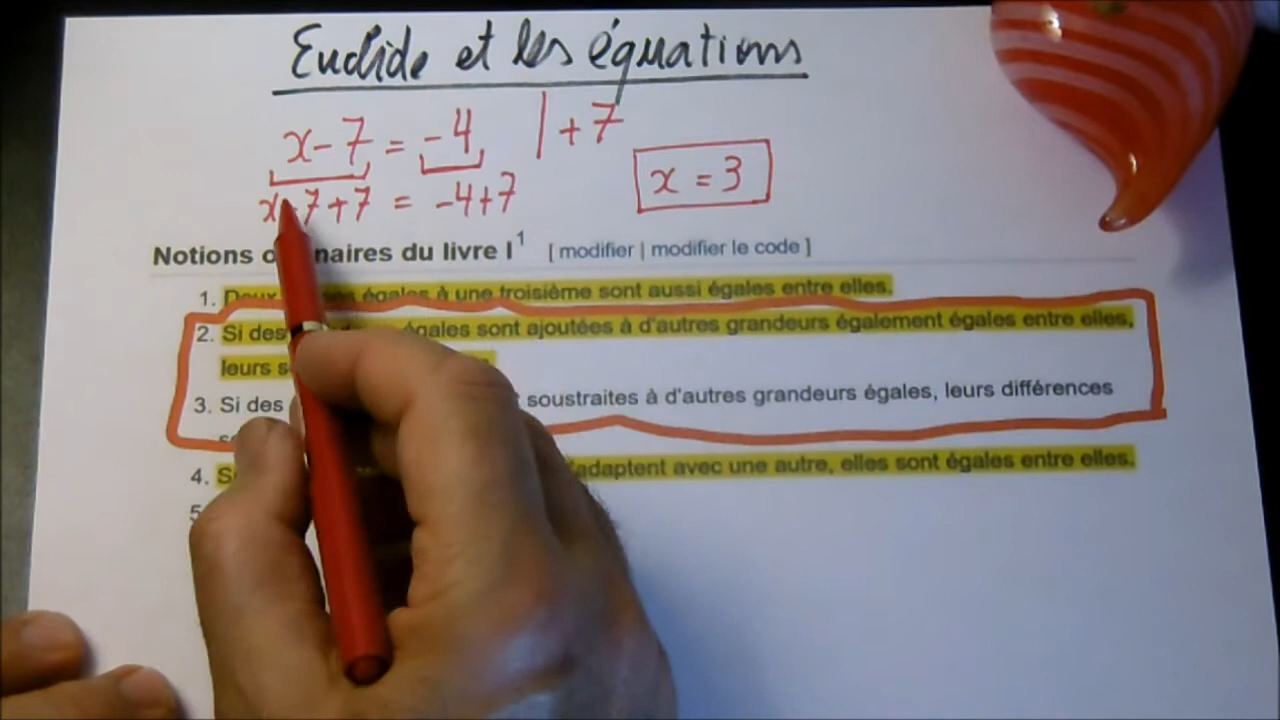 Euclide et les équations
x - 7 = -4 | +7
x = 3
x - 7 + 7 = -4 + 7
Notions naires du livre I¹ [ modifier | modifier le code ]
1. égales à une troisième sont aussi égales entre elles.
2. Si des égales sont ajoutées à d'autres grandeurs également égales entre elles,
leurs
3. Si des soustraites à d'autres grandeurs égales, leurs différences
4. adaptent avec une autre, elles sont égales entre elles.
5.